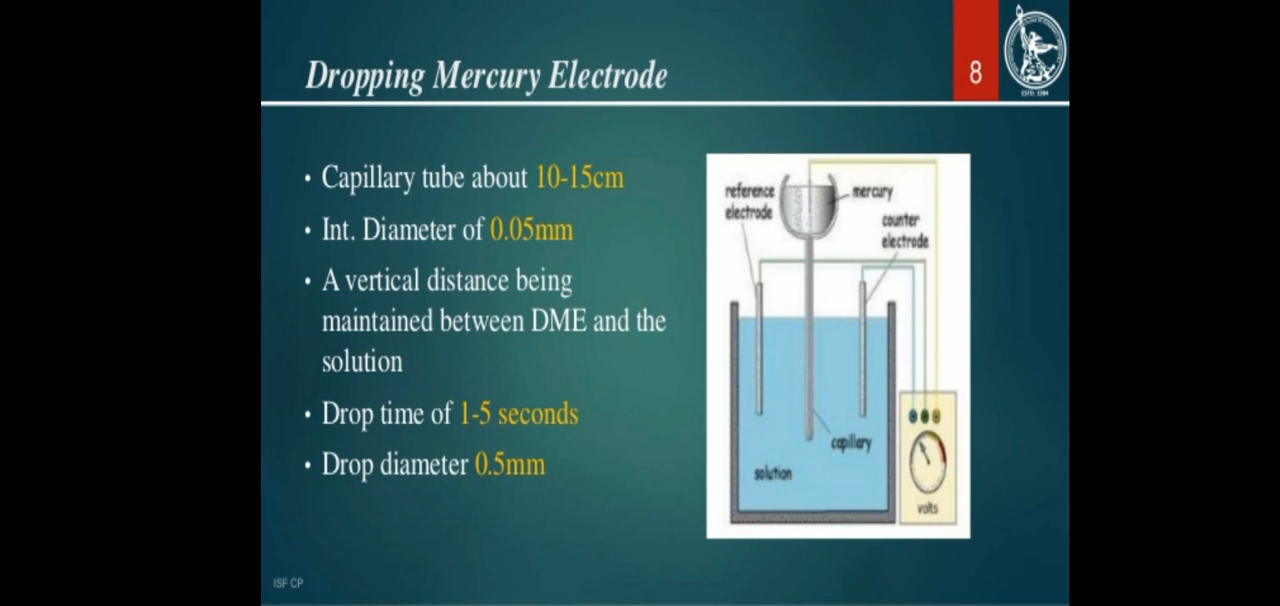 Dropping Mercury Electrode
8
• Capillary tube about 10-15cm
• Int. Diameter of 0.05mm
• A vertical distance being
maintained between DME and the
solution
• Drop time of 1-5 seconds
• Drop diameter 0.5mm
reference
electrode
mercury
counter
electrode
capillary
solution
volts
ISF CP